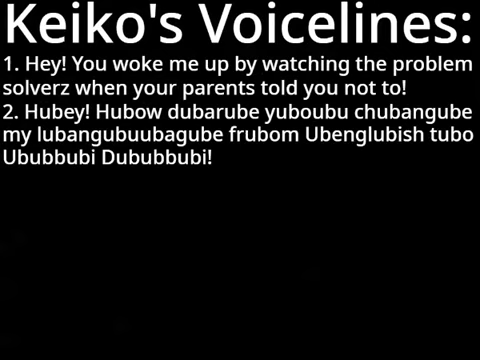 Keiko's Voicelines:
1. Hey! You woke me up by watching the problem
solverz when your parents told you not to!
2. Hubey! Hubow dubarube yuboubu chubangube
my lubangubuubagube frubom Ubenglubish tubo
Ububbubi Dububbubi!